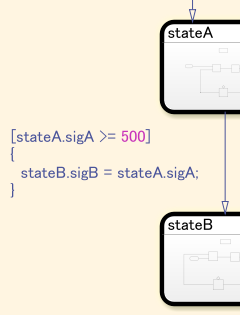 stateA
[stateA.sigA >= 500]
{
stateB.sigB = stateA.sigA;
}
stateB